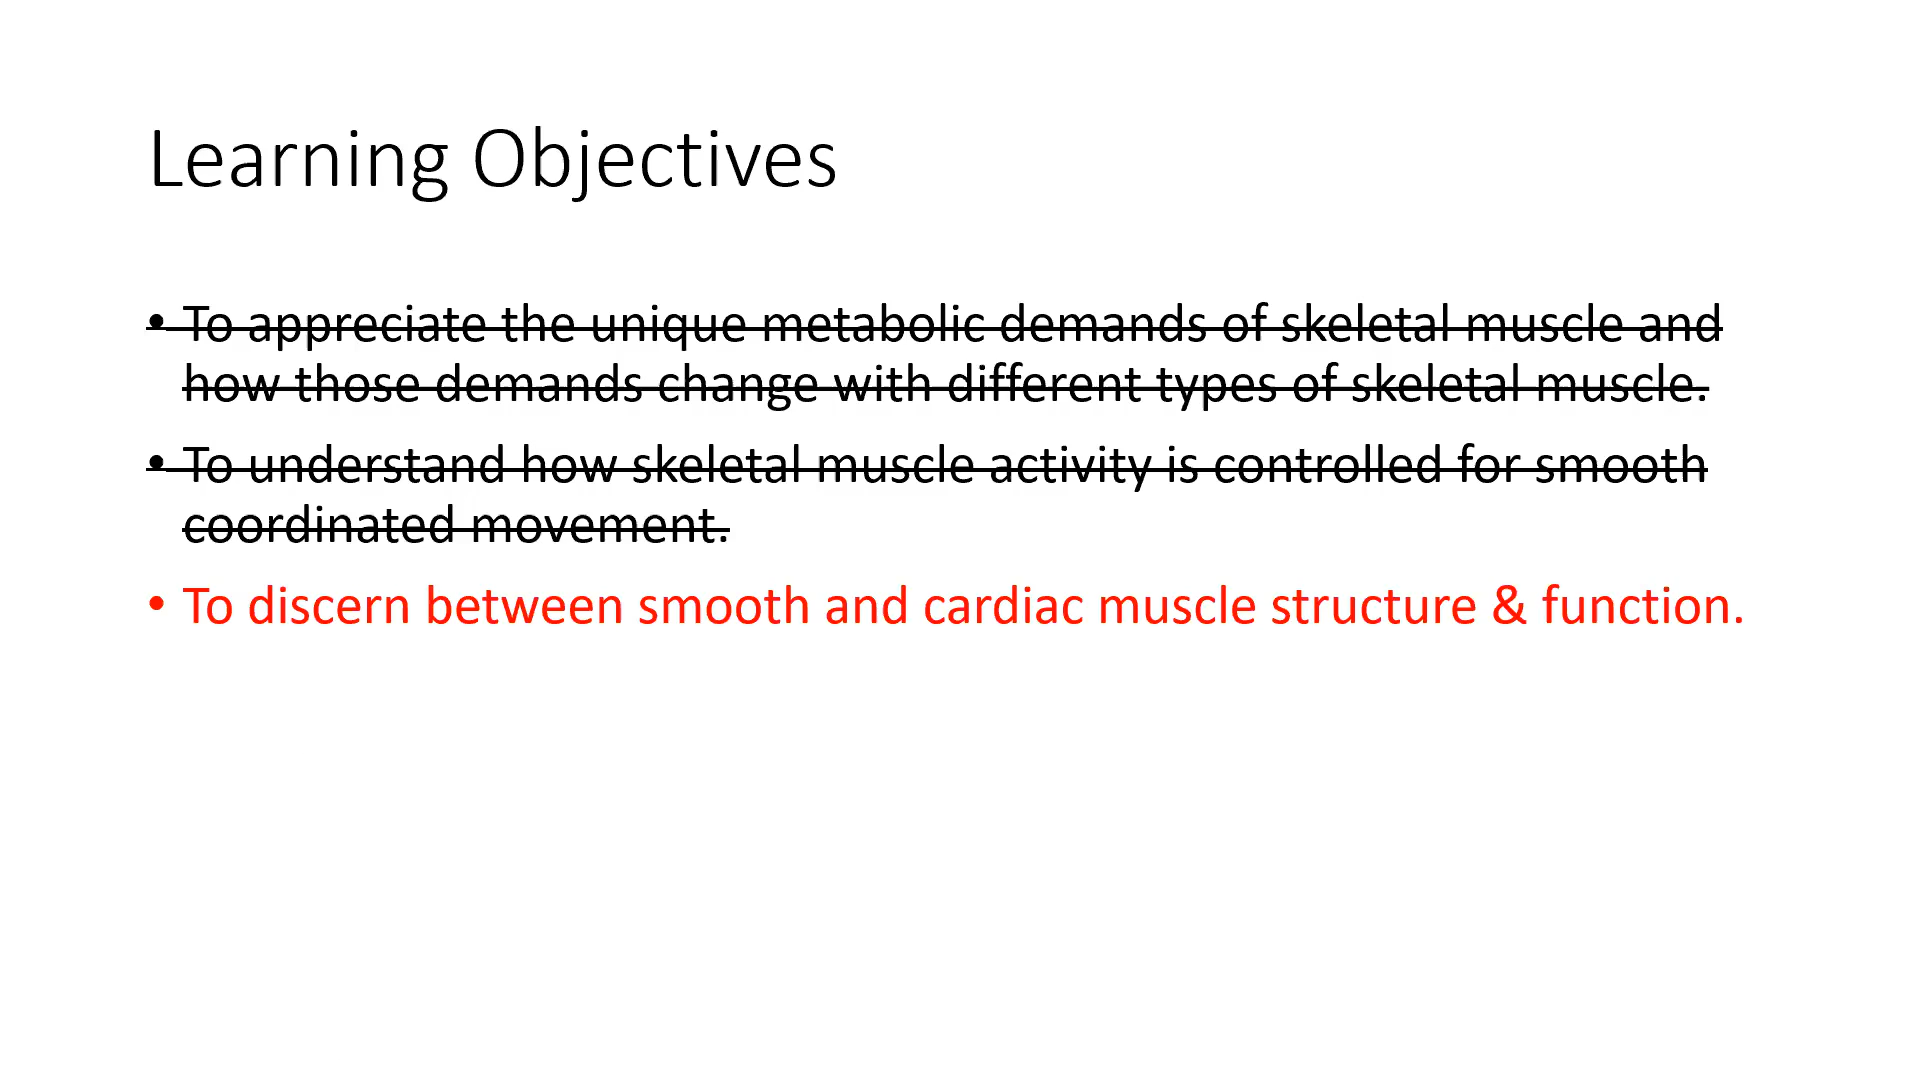 Learning Objectives
• To appreciate the unique metabolic demands of skeletal muscle and
how those demands change with different types of skeletal muscle.
• To understand how skeletal muscle activity is controlled for smooth
coordinated movement.
• To discern between smooth and cardiac muscle structure & function.